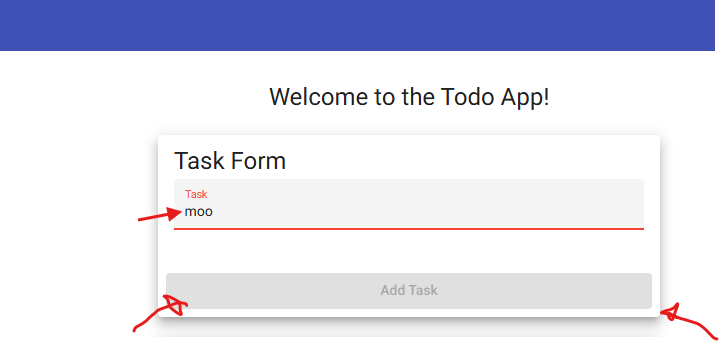 Welcome to the Todo App!
Task Form
Task
moo
Add Task